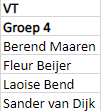 VT
Groep 4
Berend Maaren
Fleur Beijer
Laoise Bend
Sander van Dijk